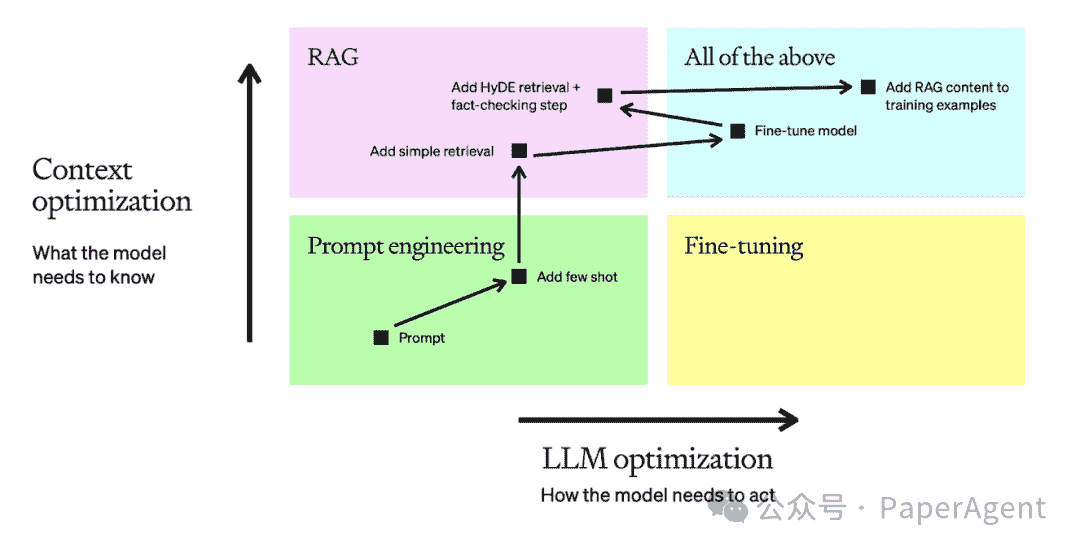 RAG
Add HyDE retrieval +
fact-checking step
Add simple retrieval
All of the above
Add RAG content to
training examples
Fine-tune model
Context
optimization
What the model
needs to know
Prompt engineering
Add few shot
Prompt
Fine-tuning
LLM optimization
How the model needs to act
公众号 · PaperAgent